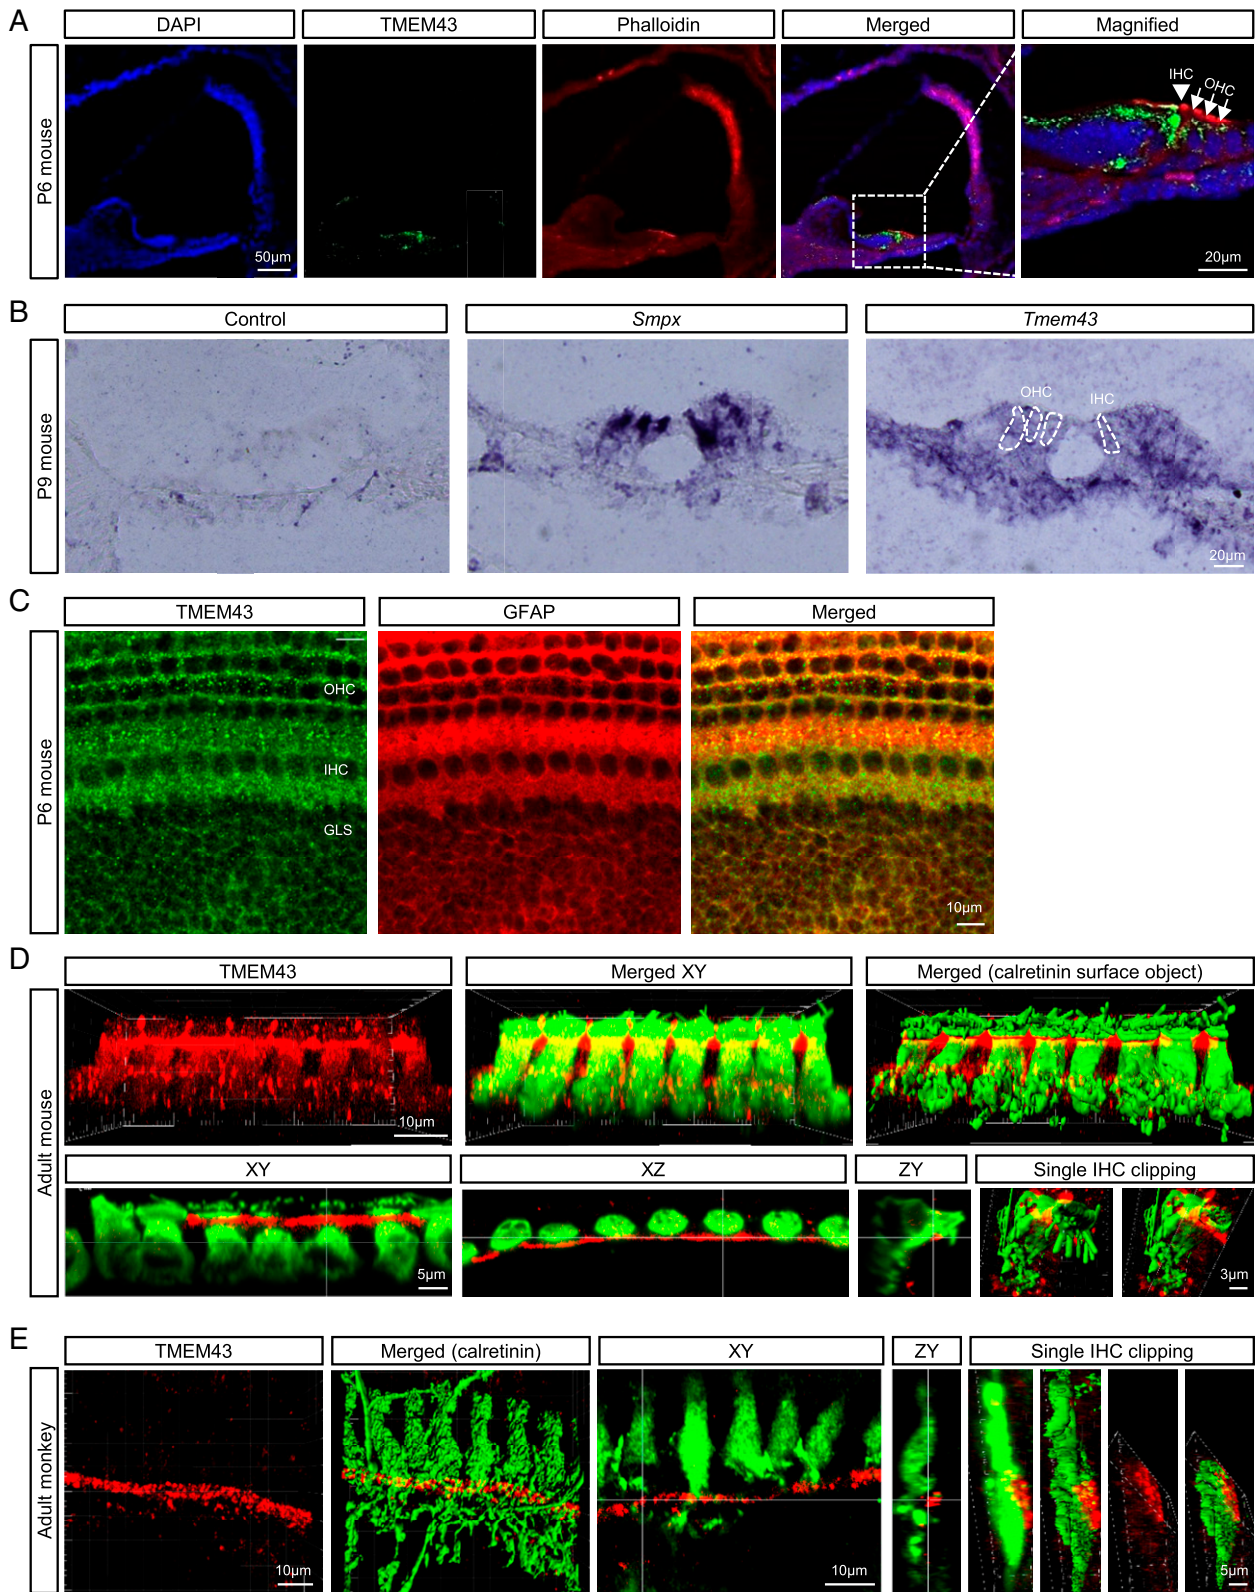 A
DAPI
TMEM43
Phalloidin
Merged
Magnified
P6 mouse
50μm
IHC
OHC
20μm
B
Control
Smpx
Tmem43
P9 mouse
OHC
IHC
20μm
C
TMEM43
GFAP
Merged
P6 mouse
OHC
IHC
GLS
10μm
D
TMEM43
Merged XY
Merged (calretinin surface object)
Adult mouse
10μm
XY
XZ
ZY
Single IHC clipping
5μm
3μm
E
TMEM43
Merged (calretinin)
XY
ZY
Single IHC clipping
Adult monkey
10μm
10μm
5μm